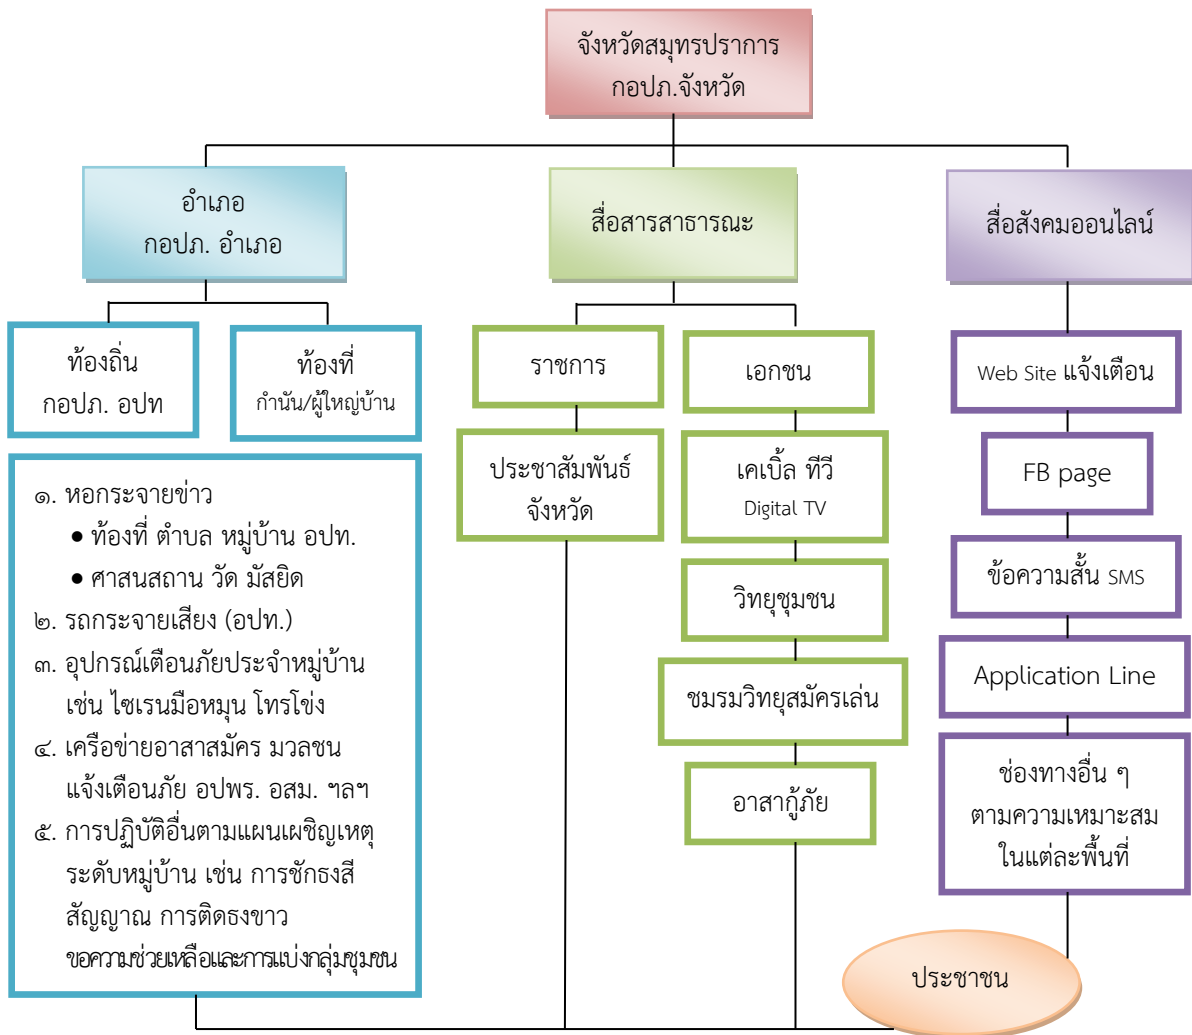 จังหวัดสมุทรปราการ
กอปภ.จังหวัด
อำเภอ
กอปภ. อำเภอ
สื่อสารสาธารณะ
สื่อสังคมออนไลน์
ท้องถิ่น
กอปภ. อปท
ท้องที่
กำนัน/ผู้ใหญ่บ้าน
ราชการ
เอกชน
Web Site แจ้งเตือน
ประชาสัมพันธ์
จังหวัด
เคเบิ้ล ทีวี
Digital TV
FB page
๑. หอกระจายข่าว
• ท้องที่ ตำบล หมู่บ้าน อปท.
• ศาสนสถาน วัด มัสยิด
๒. รถกระจายเสียง (อปท.)
๓. อุปกรณ์เตือนภัยประจำหมู่บ้าน
เช่น ไซเรนมือหมุน โทรโข่ง
๔. เครือข่ายอาสาสมัคร มวลชน
แจ้งเตือนภัย อปพร. อสม. ฯลฯ
๕. การปฏิบัติอื่นตามแผนเผชิญเหตุ
ระดับหมู่บ้าน เช่น การชักธงสี
สัญญาณ การติดธงขาว
ขอความช่วยเหลือและการแบ่งกลุ่มชุมชน
วิทยุชุมชน
ชมรมวิทยุสมัครเล่น
อาสากู้ภัย
ข้อความสั้น SMS
Application Line
ช่องทางอื่น ๆ
ตามความเหมาะสม
ในแต่ละพื้นที่
ประชาชน